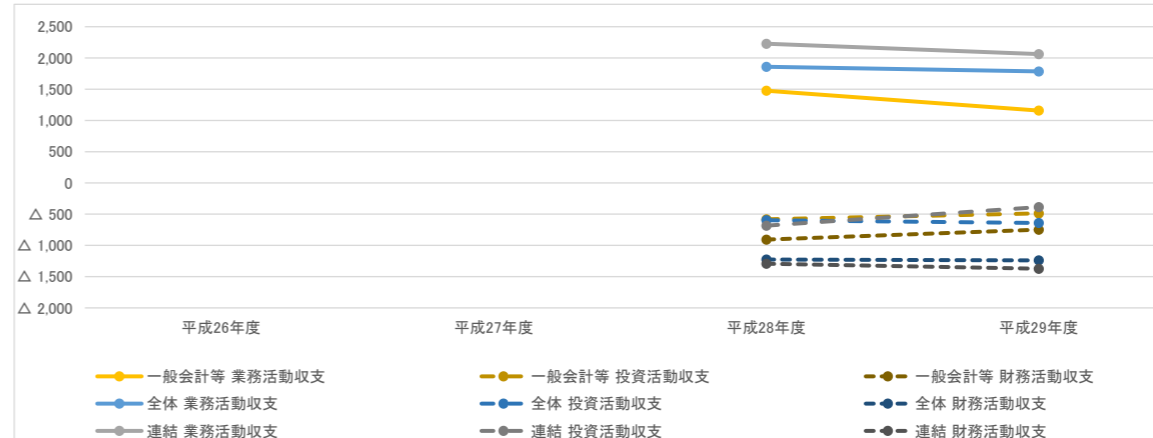 2,500
2,000
1,500
1,000
500
0
△ 500
△ 1,000
△ 1,500
△ 2,000
平成26年度 平成27年度 平成28年度 平成29年度
一般会計等 業務活動収支 一般会計等 投資活動収支 一般会計等 財務活動収支
全体 業務活動収支 全体 投資活動収支 全体 財務活動収支
連結 業務活動収支 連結 投資活動収支 連結 財務活動収支